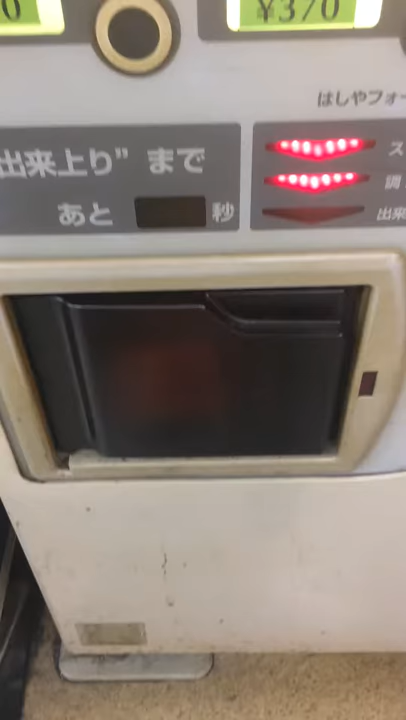 0
¥370
はしやフォー
出来上り” まで
あと 秒
ス
調
出来